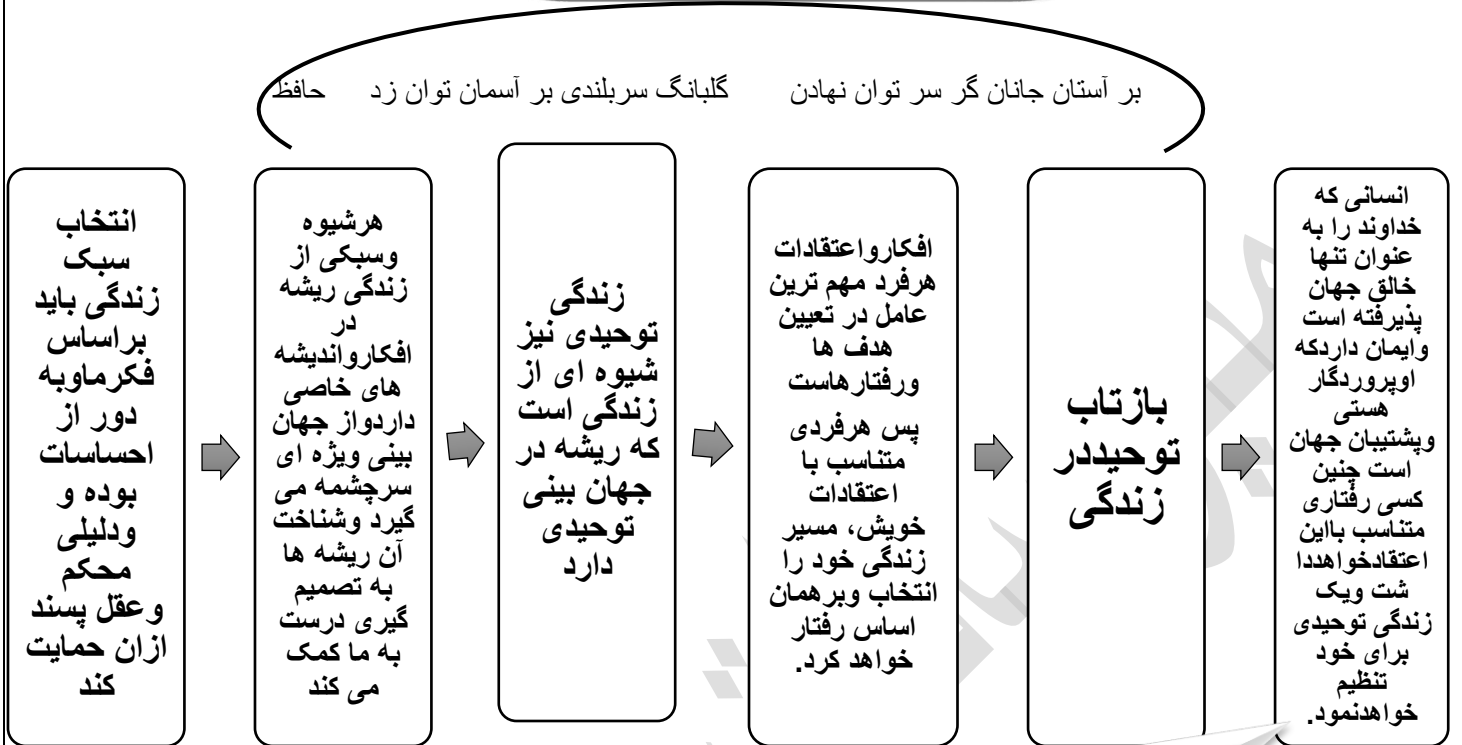 بر آستان جانان گر سر توان نهادن گلبانگ سربلندی بر آسمان توان زد حافظ
انتخاب
سبک
زندگی باید
براساس
فکرماوبه
دور از
احساسات
بوده و
ودلیلی
محکم
وعقل پسند
ازان حمایت
کند
هرشیوه
وسبکی از
زندگی ریشه
در
افکارواندیشه
های خاصی
داردواز جهان
بینی ویژه ای
سرچشمه می
گیرد وشناخت
آن ریشه ها
به تصمیم
گیری درست
به ما کمک
می کند
زندگی
توحیدی نیز
شیوه ای از
زندگی است
که ریشه در
جهان بینی
توحیدی
دارد
افکارواعتقادات
هرفرد مهم ترین
عامل در تعیین
هدف ها
ورفتارهاست
پس هرفردی
متناسب با
اعتقادات
خویش، مسیر
زندگی خود را
انتخاب وبرهمان
اساس رفتار
خواهد کرد.
بازتاب
توحیددر
زندگی
انسانی که
خداوند را به
عنوان تنها
خالق جهان
پذیرفته است
وایمان داردکه
اوپروردگار
هستی
وپشتیبان جهان
است چنین
کسی رفتاری
متناسب بااین
اعتقادخواهددا
شت ویک
زندگی توحیدی
برای خود
تنظیم
خواهدنمود.